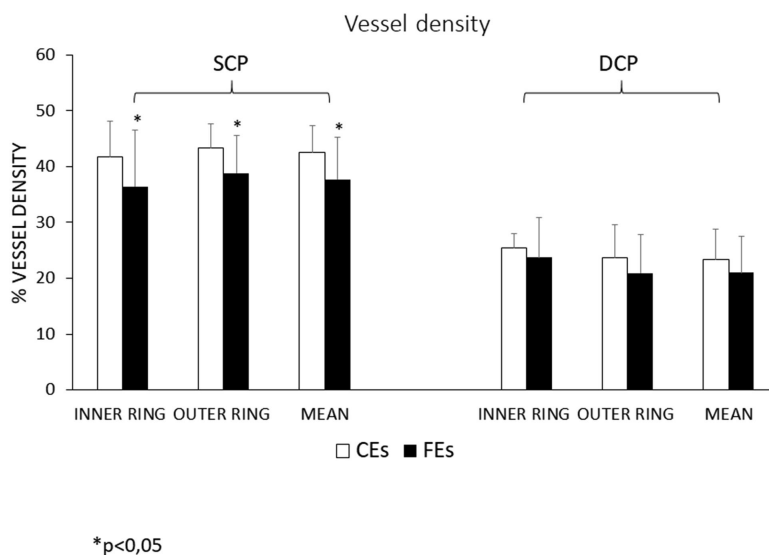 Vessel density
60
50
40
30
20
10
0
% VESSEL DENSITY
SCP
DCP
* * *
INNER RING OUTER RING MEAN INNER RING OUTER RING MEAN
CEs FEs
*p<0,05